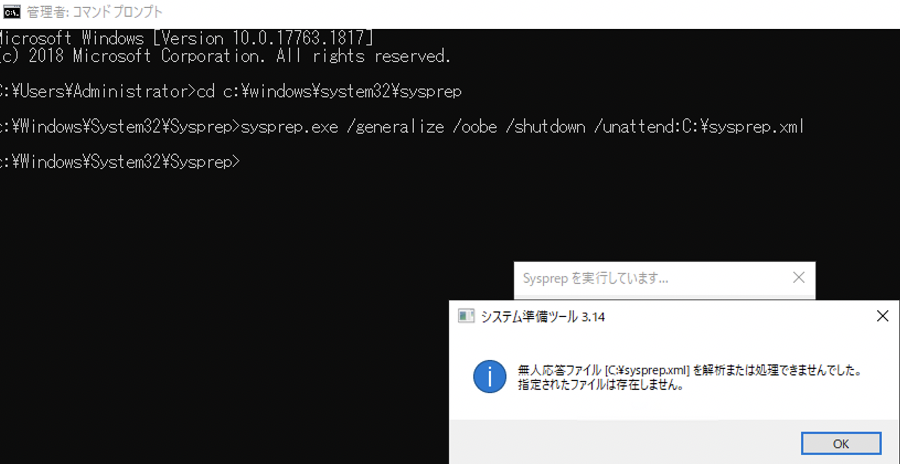 管理者: コマンド プロンプト
Microsoft Windows [Version 10.0.17763.1817]
(c) 2018 Microsoft Corporation. All rights reserved.
C:¥Users¥Administrator>cd c:¥windows¥system32¥sysprep
c:¥Windows¥System32¥Sysprep>sysprep.exe /generalize /oobe /shutdown /unattend:C:¥sysprep.xml
c:¥Windows¥System32¥Sysprep>
Sysprep を実行しています...
システム準備ツール 3.14
無人応答ファイル [C:¥sysprep.xml] を解析または処理できませんでした。
指定されたファイルは存在しません。
OK